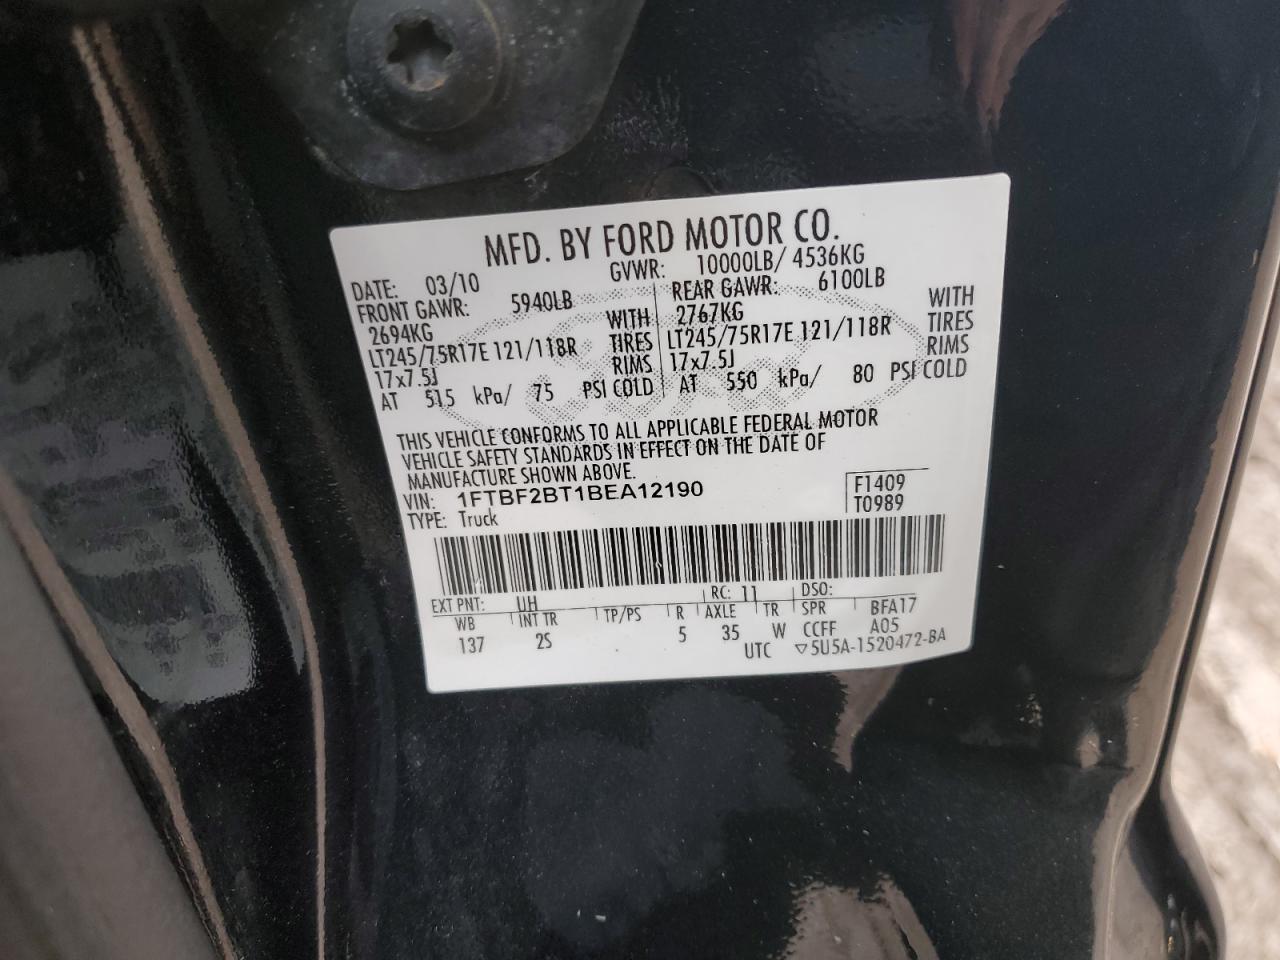 MFD. BY FORD MOTOR CO.
DATE: 03/10 GVWR: 10000LB/ 4536KG
FRONT GAWR: 5940LB REAR GAWR: 6100LB
2694KG WITH 2767KG WITH
LT245/75R17E 121/118R TIRES LT245/75R17E 121/118R TIRES
17x7.5J RIMS 17x7.5J RIMS
AT 515 kPa/ 75 PSI COLD AT 550 kPa/ 80 PSI COLD
THIS VEHICLE CONFORMS TO ALL APPLICABLE FEDERAL MOTOR
VEHICLE SAFETY STANDARDS IN EFFECT ON THE DATE OF
MANUFACTURE SHOWN ABOVE.
VIN: 1FTBF2BT1BEA12190 F1409
TYPE: Truck T0989
EXT PNT: UH RC: 11 DSO:
WB INT TR TP/PS R AXLE TR SPR BFA17
137 2S 5 35 W CCFF A05
UTC ▽5U5A-1520472-BA